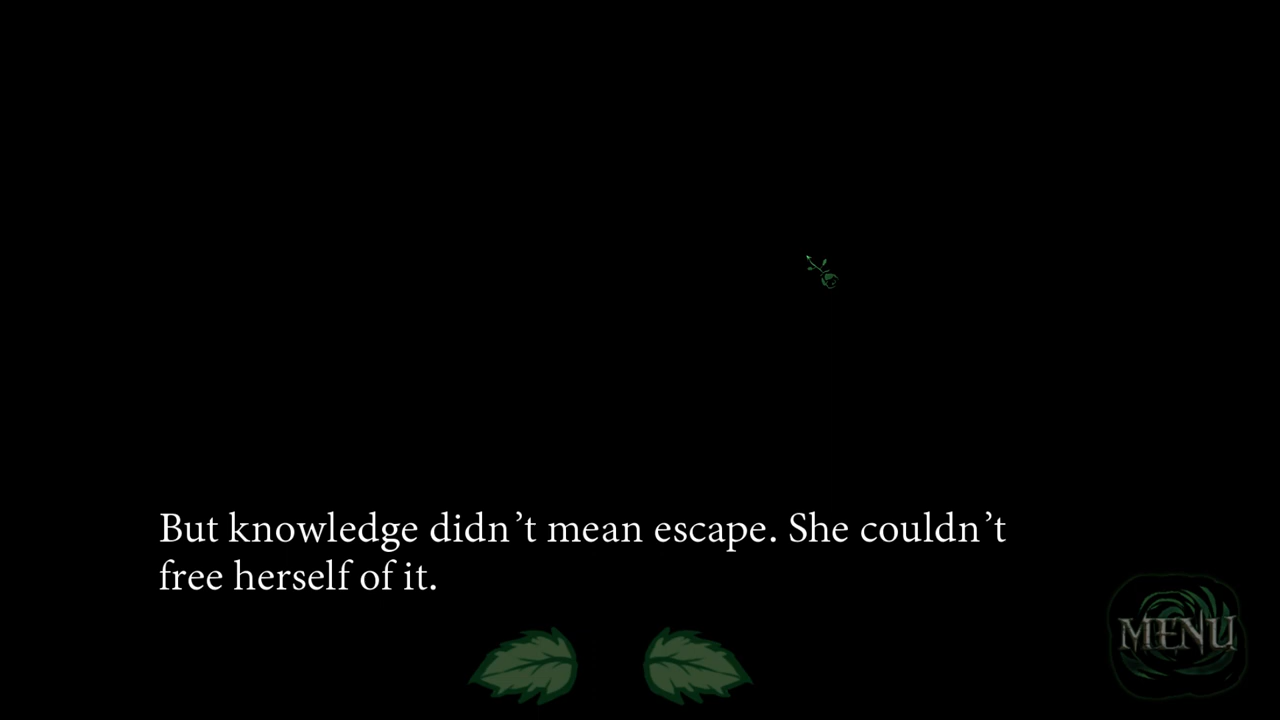 But knowledge didn’t mean escape. She couldn’t
free herself of it.
MENU